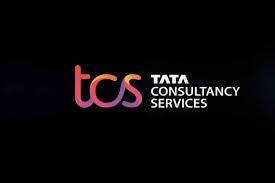 tcs
TATA
CONSULTANCY
SERVICES